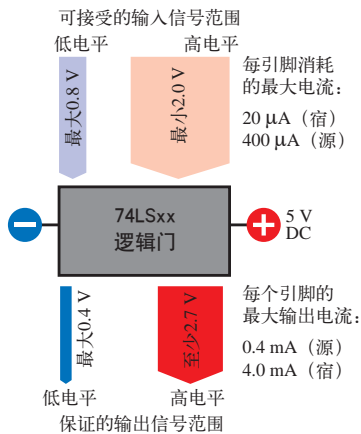 可接受的输入信号范围
低电平
高电平
最大0.8 V
最小2.0 V
每引脚消耗
的最大电流:
20 μA（宿）
400 μA（源）
74LSxx
逻辑门
5 V
DC
最大0.4 V
至少2.7 V
每个引脚的
最大输出电流:
0.4 mA（源）
4.0 mA（宿）
低电平
高电平
保证的输出信号范围